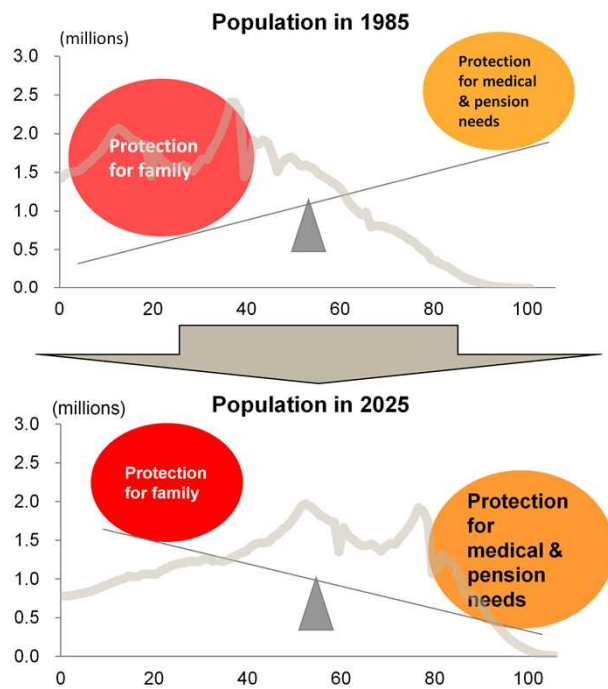 Population in 1985
(millions)
3.0
2.5
2.0
1.5
1.0
0.5
0.0
Protection
for family
Protection
for medical
& pension
needs
0 20 40 60 80 100
Population in 2025
(millions)
3.0
2.5
2.0
1.5
1.0
0.5
0.0
Protection
for family
Protection
for
medical &
pension
needs
0 20 40 60 80 100